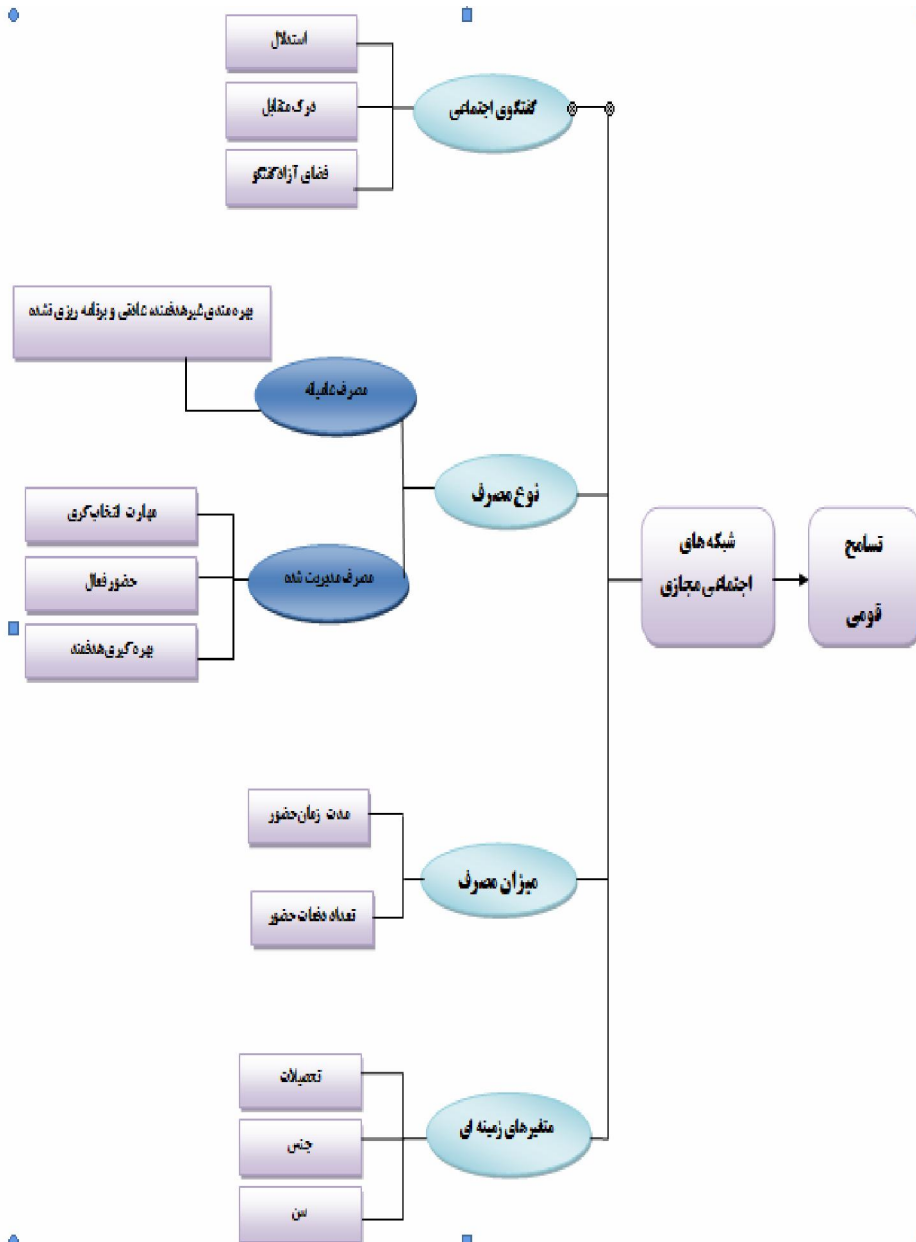 استدلال
درک متقابل
فضای آزاد گفتگو
گفتگوی اجتماعی
بهره مندی غیرهدفمند، عادتی و برنامه ریزی نشده
مصرف عامیانه
نوع مصرف
مهارت انتخاب گری
حضور فعال
بهره گیری هدفمند
مصرف مدیریت شده
شبکه های
اجتماعی مجازی
تسامح
قومی
مدت زمان حضور
تعداد دفعات حضور
میزان مصرف
تحصیلات
جنس
سن
متغیرهای زمینه ای